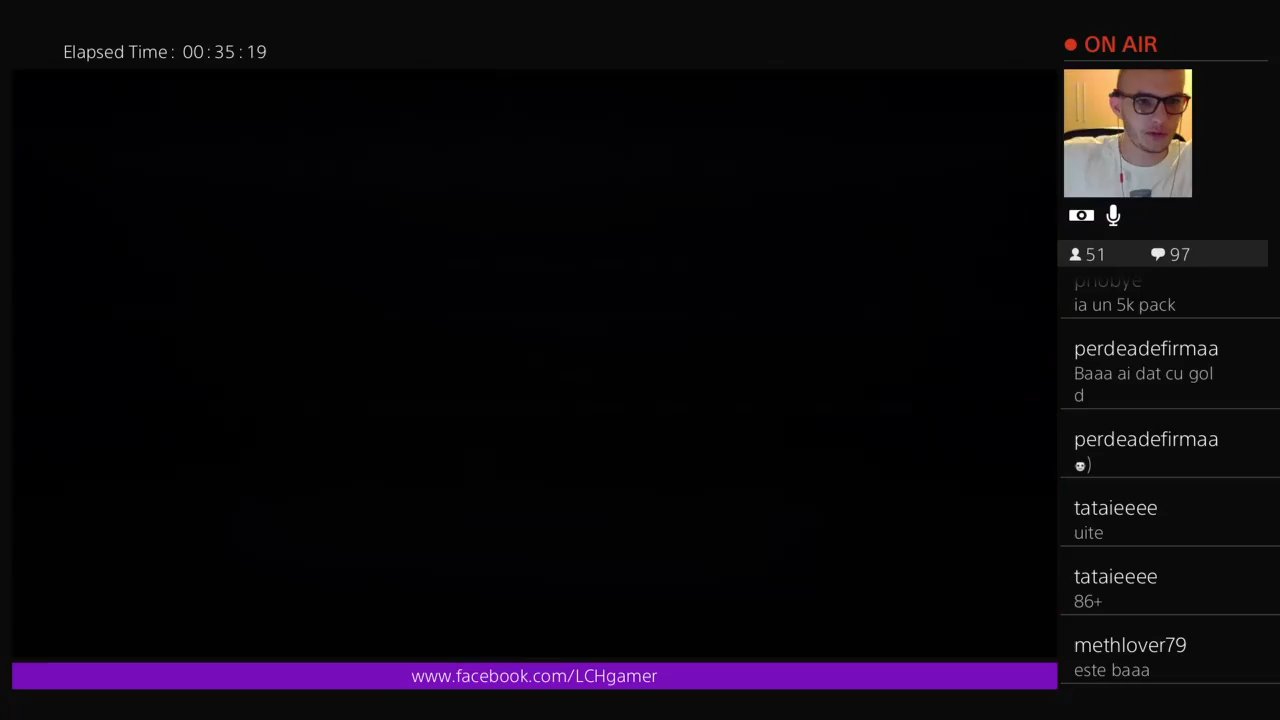 Elapsed Time: 00:35:19
ON AIR
51
97
phobye
ia un 5k pack
perdeadefirmaa
Baaa ai dat cu gol
d
perdeadefirmaa
)
tataieeee
uite
tataieeee
86+
methlover79
este baaa
www.facebook.com/LCHgamer